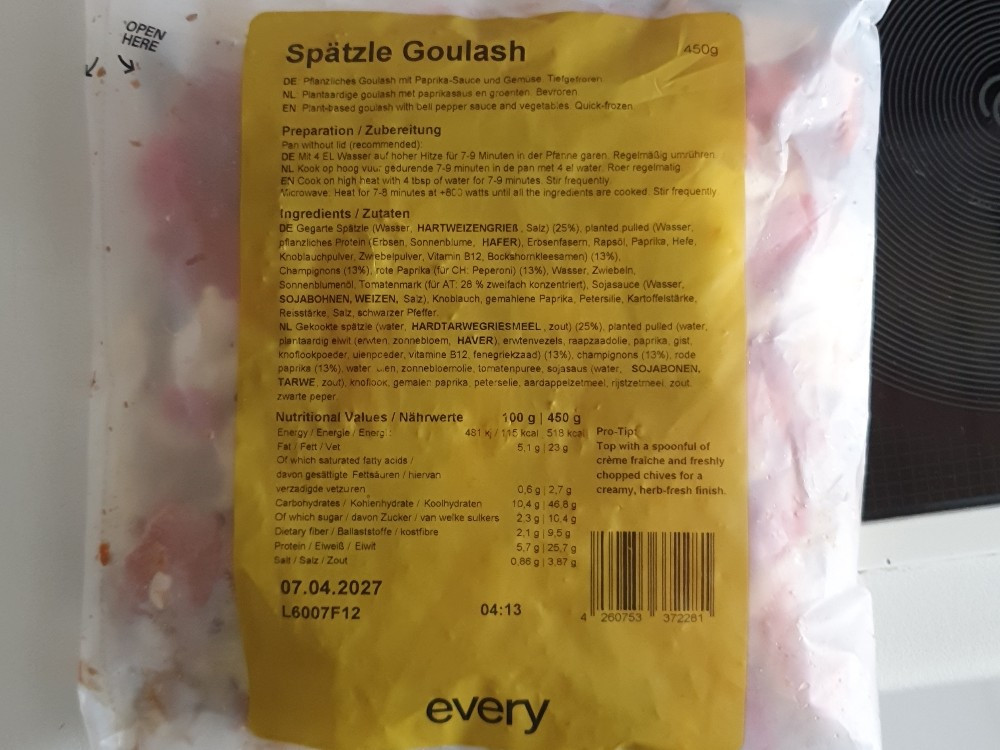 OPEN
HERE
Spätzle Goulash 450g
DE Pflanzliches Goulash mit Paprika-Sauce und Gemüse. Tiefgefroren.
NL Plantaardige goulash met paprikasaus en groenten. Bevroren
EN Plant-based goulash with bell pepper sauce and vegetables. Quick-frozen.
Preparation / Zubereitung
Pan without lid (recommended):
DE Mit 4 EL Wasser auf hoher Hitze für 7-9 Minuten in der Pfanne garen. Regelmäßig umrühren.
NL Kook op hoog vuur gedurende 7-9 minuten in de pan met 4 el water. Roer regelmatig.
EN Cook on high heat with 4 tbsp of water for 7-9 minutes. Stir frequently.
Microwave: Heat for 7-8 minutes at +800 watts until all the ingredients are cooked. Stir frequently
Ingredients / Zutaten
DE Gegarte Spätzle (Wasser, HARTWEIZENGRIEß, Salz) (25%), planted.pulled (Wasser,
pflanzliches Protein (Erbsen, Sonnenblume, HAFER), Erbsenfasern, Rapsöl, Paprika, Hefe,
Knoblauchpulver, Zwiebelpulver, Vitamin B12, Bockshornkleesamen) (13%),
Champignons (13%), rote Paprika (für CH: Peperoni) (13%), Wasser, Zwiebeln,
Sonnenblumenöl, Tomatenmark (für AT: 28 % zweifach konzentriert), Sojasauce (Wasser,
SOJABOHNEN, WEIZEN, Salz), Knoblauch, gemahlene Paprika, Petersilie, Kartoffelstärke,
Reisstärke, Salz, schwarzer Pfeffer.
NL Gekookte spätzle (water, HARDTARWEGRIESMEEL, zout) (25%), planted pulled (water,
plantaardig eiwit (erwten, zonnebloem, HAVER), erwtenvezels, raapzaadolie, paprika, gist,
knoflookpoeder, uienpoeder, vitamine B12, fenegriekzaad) (13%), champignons (13%), rode
paprika (13%), water, uien, zonnebloemolie, tomatenpuree, sojasaus (water, SOJABONEN,
TARWE, zout), knoflook, gemalen paprika, peterselie, aardappelzetmeel, rijstzetmeel, zout,
zwarte peper.
Nutritional Values / Nährwerte 100 g | 450 g
Energy / Energie / Energi 481 kj / 115 kcal 518 kcal
Fat / Fett / Vet 5,1 g | 23 g
Of which saturated fatty acids /
davon gesättigte Fettsäuren / hiervan
verzadigde vetzuren 0,6 g | 2,7 g
Carbohydrates / Kohlenhydrate / Koolhydraten 10,4 g | 46,8 g
Of which sugar / davon Zucker / van welke suikers 2,3 g | 10,4 g
Dietary fiber / Ballaststoffe / kostfibre 2,1 g | 9,5 g
Protein / Eiweiß / Eiwit 5,7 g | 25,7 g
Salt / Salz / Zout 0,86 g | 3,87 g
Pro-Tip:
Top with a spoonful of
crème fraîche and freshly
chopped chives for a
creamy, herb-fresh finish.
07.04.2027
L6007F12 04:13
4 260753 372281
every